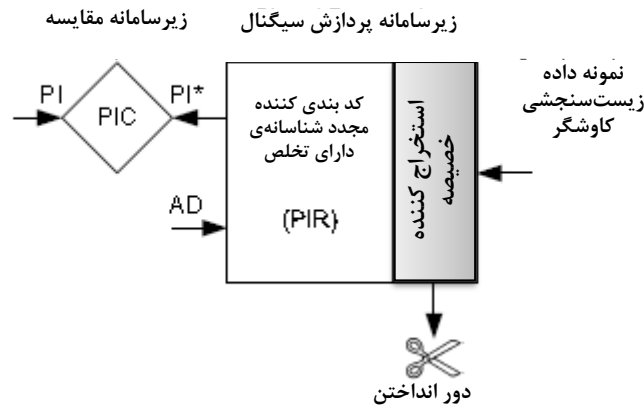 زیرسامانه پردازش سیگنال
زیرسامانه مقایسه
نمونه داده
زیست‌سنجشی
کاوشگر
استخراج کننده
خصیصه
کد بندی کننده
مجدد شناسانه‌ی
دارای تخلص
(PIR)
PI*
PIC
PI
AD
دور انداختن